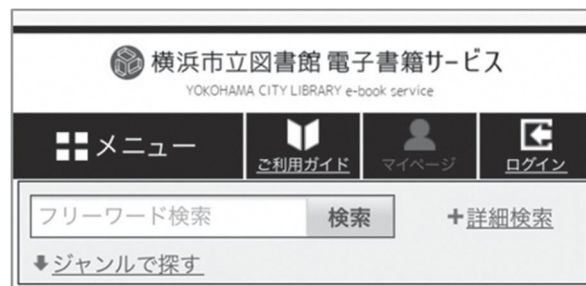 横浜市立図書館 電子書籍サービス
YOKOHAMA CITY LIBRARY e-book service
メニュー
ご利用ガイド
マイページ
ログイン
フリーワード検索
検索
+詳細検索
ジャンルで探す